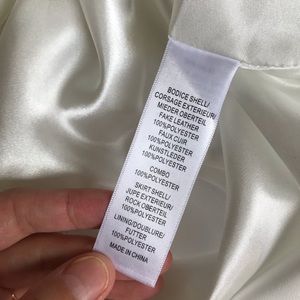 BODICE SHELL/
CORSAGE EXTERIEUR/
MIEDER OBERTEIL
FAKE LEATHER
100%POLYESTER
FAUX CUIR
100%POLYESTER
KUNSTLEDER
100%POLYESTER
COMBO
100%POLYESTER
SKIRT SHELL/
JUPE EXTERIEUR/
ROCK OBERTEIL
100%POLYESTER
LINING/DOUBLURE/
FUTTER
100%POLYESTER
MADE IN CHINA